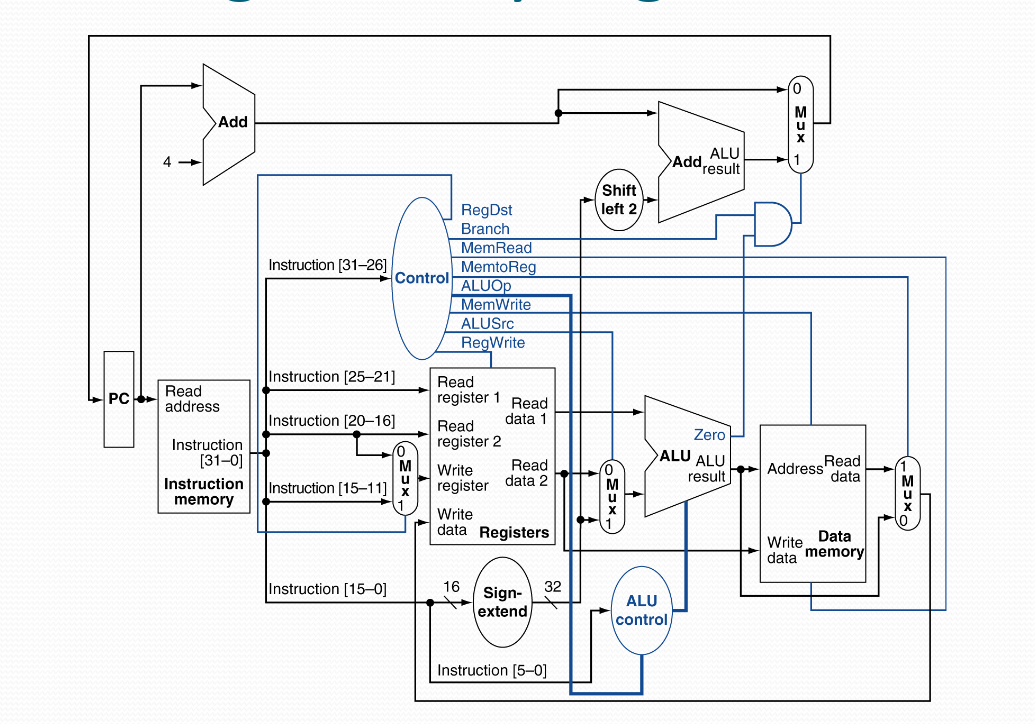 0
M
u
x
1
Add
4
Add
ALU
result
Shift
left 2
RegDst
Branch
MemRead
MemtoReg
ALUOp
MemWrite
ALUSrc
RegWrite
Control
Instruction [31–26]
PC
Read
address
Instruction
[31–0]
Instruction
memory
Instruction [25–21]
Instruction [20–16]
Instruction [15–11]
0
M
u
x
1
Read
register 1
Read
register 2
Write
register
Write
data
Read
data 1
Read
data 2
Registers
0
M
u
x
1
Zero
ALU
ALU
result
Address
Read
data
Write
data
Data
memory
1
M
u
x
0
Instruction [15–0]
16
Sign-
extend
32
ALU
control
Instruction [5–0]